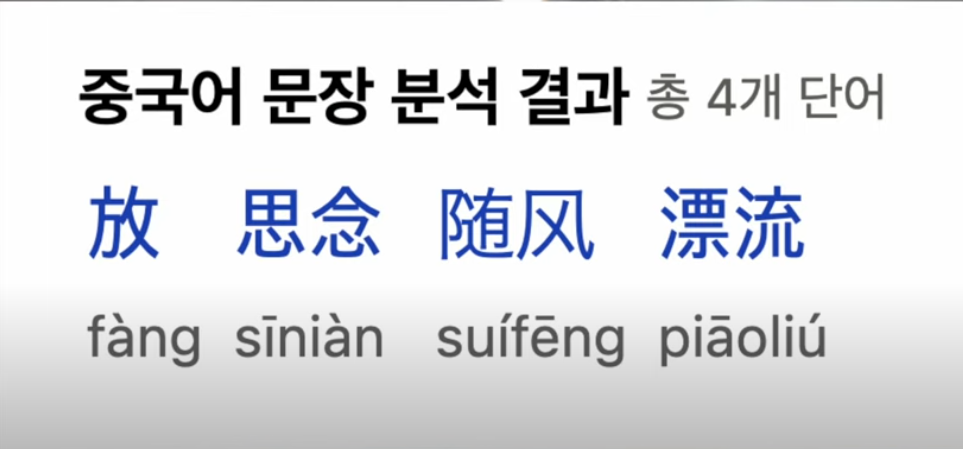 중국어 문장 분석 결과 총 4개 단어
放 思念 随风 漂流
fàng sīniàn suífēng piāoliú